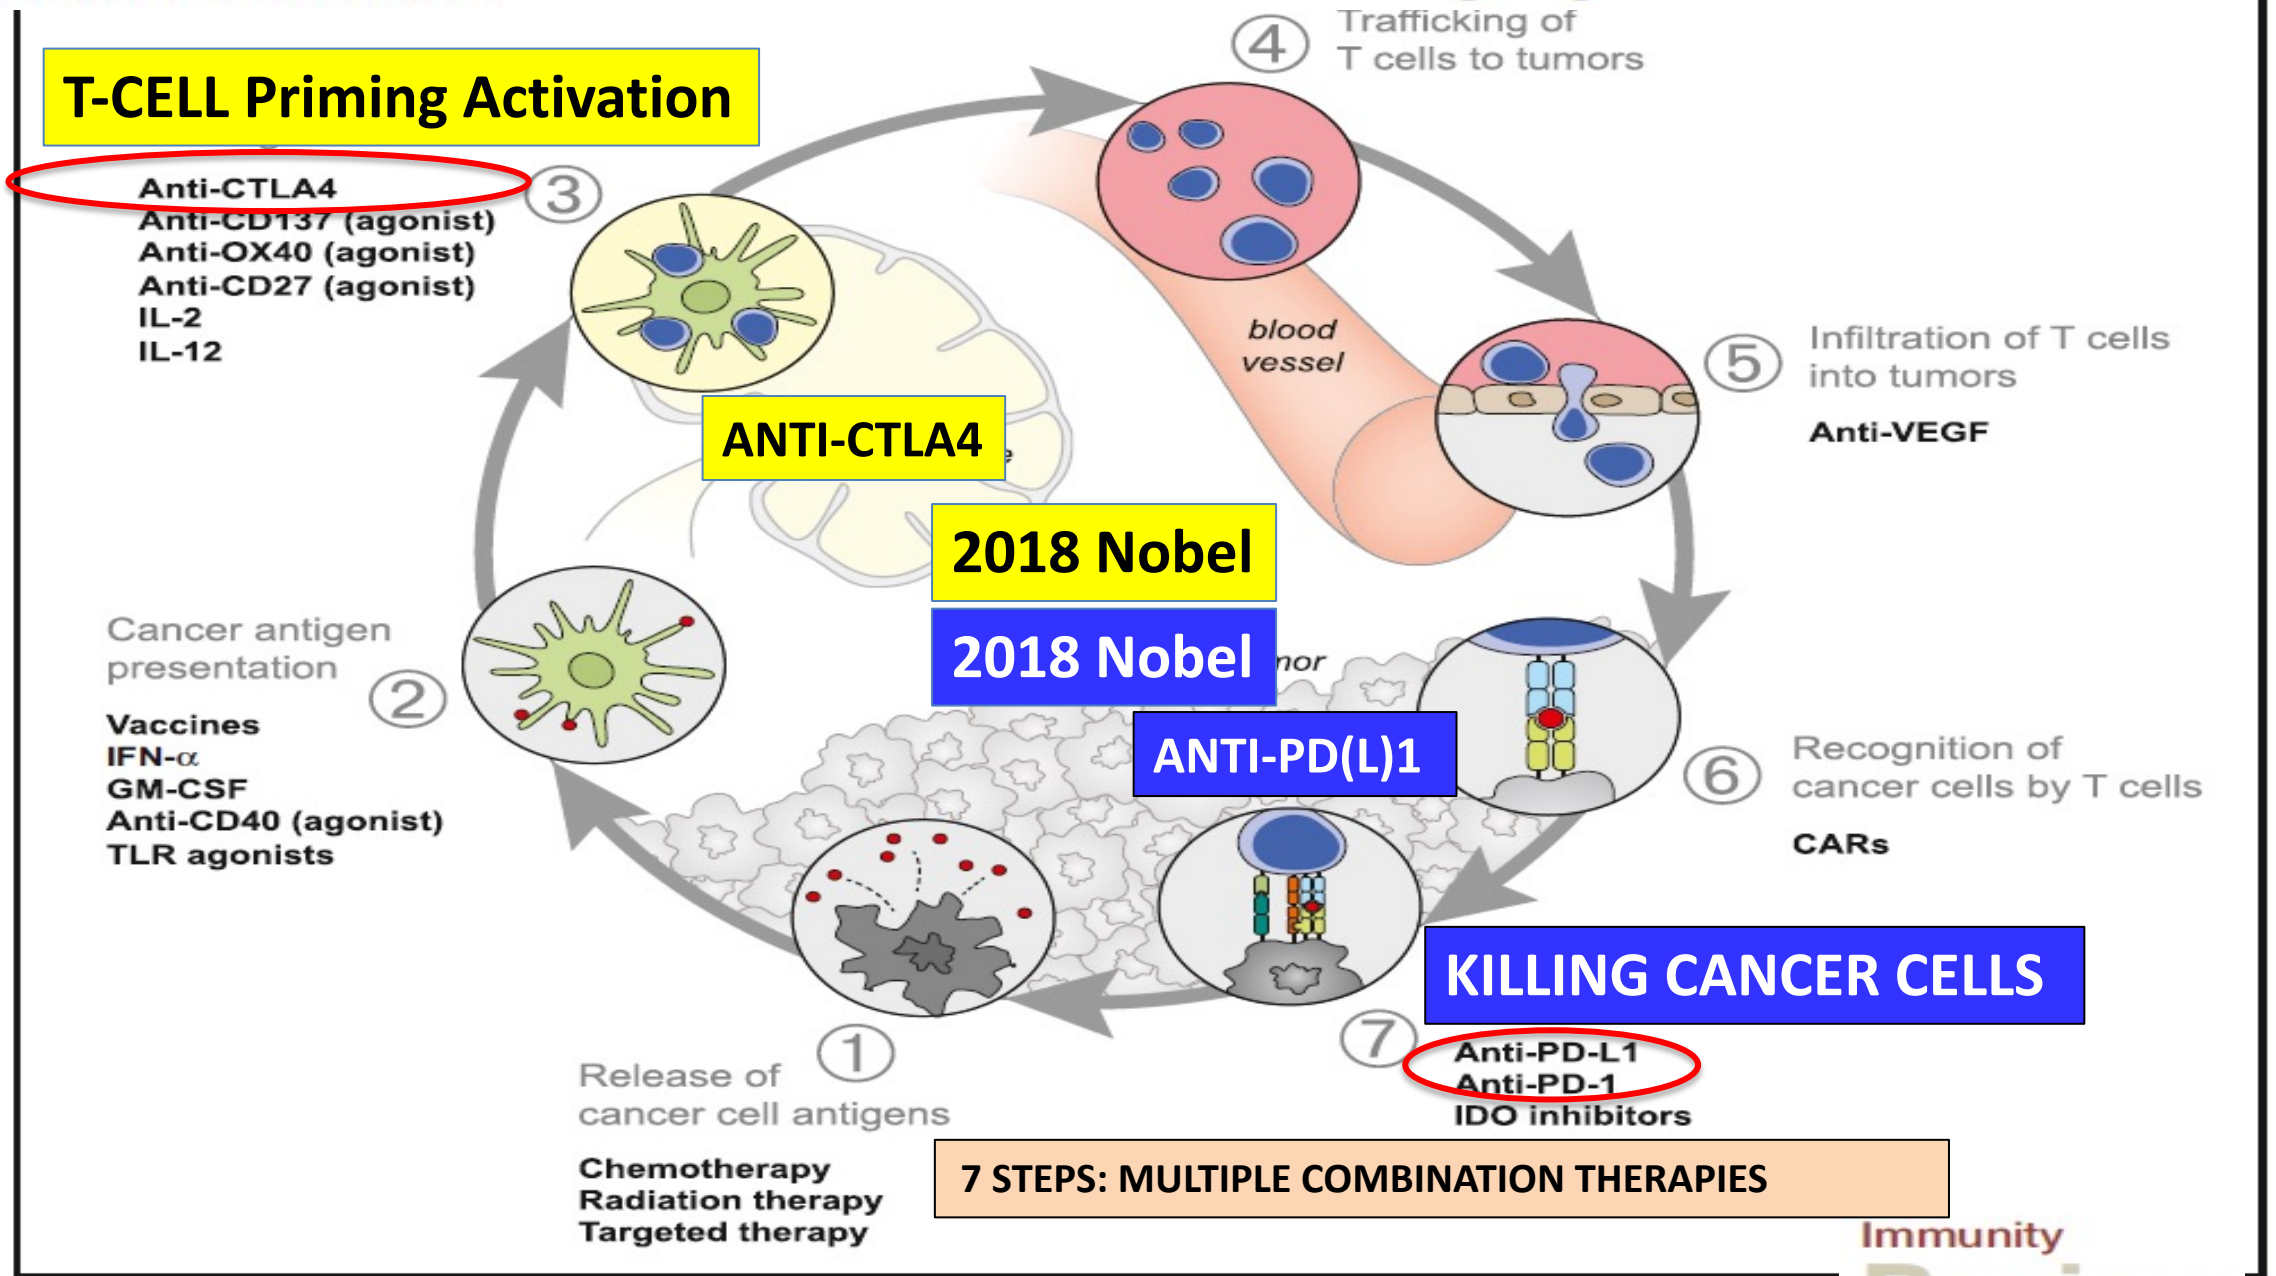 4
Trafficking of
T cells to tumors
T-CELL Priming Activation
3
Anti-CTLA4
Anti-CD137 (agonist)
Anti-OX40 (agonist)
Anti-CD27 (agonist)
IL-2
IL-12
blood
vessel
5
Infiltration of T cells
into tumors
Anti-VEGF
ANTI-CTLA4
2018 Nobel
2018 Nobel
ANTI-PD(L)1
Cancer antigen
presentation
2
Vaccines
IFN-α
GM-CSF
Anti-CD40 (agonist)
TLR agonists
6
Recognition of
cancer cells by T cells
CARs
KILLING CANCER CELLS
7
Anti-PD-L1
Anti-PD-1
IDO inhibitors
1
Release of
cancer cell antigens
Chemotherapy
Radiation therapy
Targeted therapy
7 STEPS: MULTIPLE COMBINATION THERAPIES
Immunity